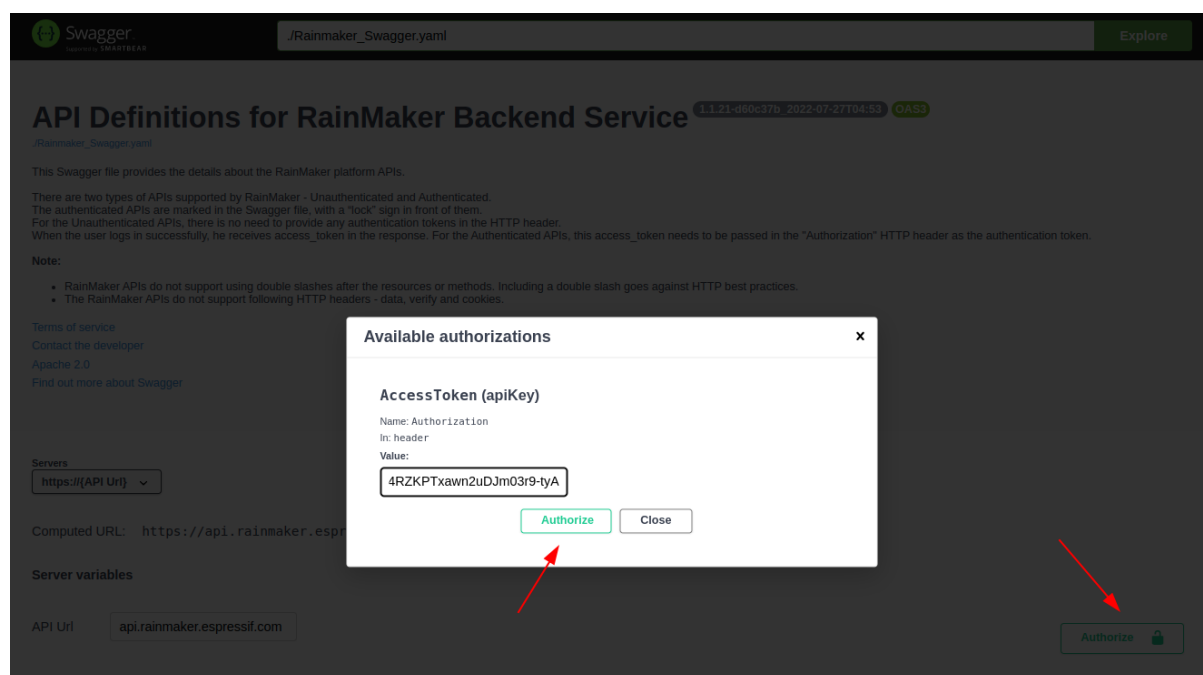 Swagger.
Supported by SMARTBEAR
./Rainmaker_Swagger.yaml
Explore
API Definitions for RainMaker Backend Service
1.1.21-d60c37b_2022-07-27T04:53
OAS3
./Rainmaker_Swagger.yaml
This Swagger file provides the details about the RainMaker platform APIs.
There are two types of APIs supported by RainMaker - Unauthenticated and Authenticated.
The authenticated APIs are marked in the Swagger file, with a "lock" sign in front of them.
For the Unauthenticated APIs, there is no need to provide any authentication tokens in the HTTP header.
When the user logs in successfully, he receives access_token in the response. For the Authenticated APIs, this access_token needs to be passed in the "Authorization" HTTP header as the authentication token.
Note:
• RainMaker APIs do not support using double slashes after the resources or methods. Including a double slash goes against HTTP best practices.
• The RainMaker APIs do not support following HTTP headers - data, verify and cookies.
Terms of service
Contact the developer
Apache 2.0
Find out more about Swagger
Available authorizations
x
AccessToken (apiKey)
Name: Authorization
In: header
Value:
4RZKPTxawn2uDJm03r9-tyA
Authorize
Close
Servers
https://{API Url}
Computed URL: https://api.rainmaker.espr
Server variables
API Url
api.rainmaker.espressif.com
Authorize